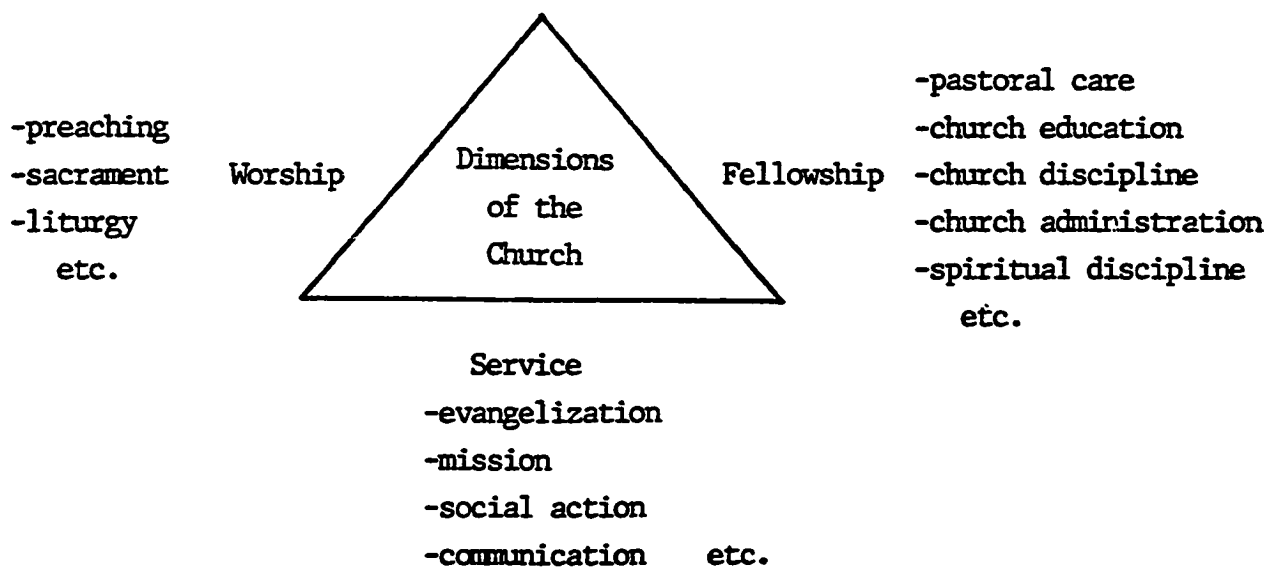 -preaching
-sacrament
-liturgy
etc.
Worship
Dimensions
of the
Church
Fellowship
-pastoral care
-church education
-church discipline
-church administration
-spiritual discipline
etc.
Service
-evangelization
-mission
-social action
-communication etc.